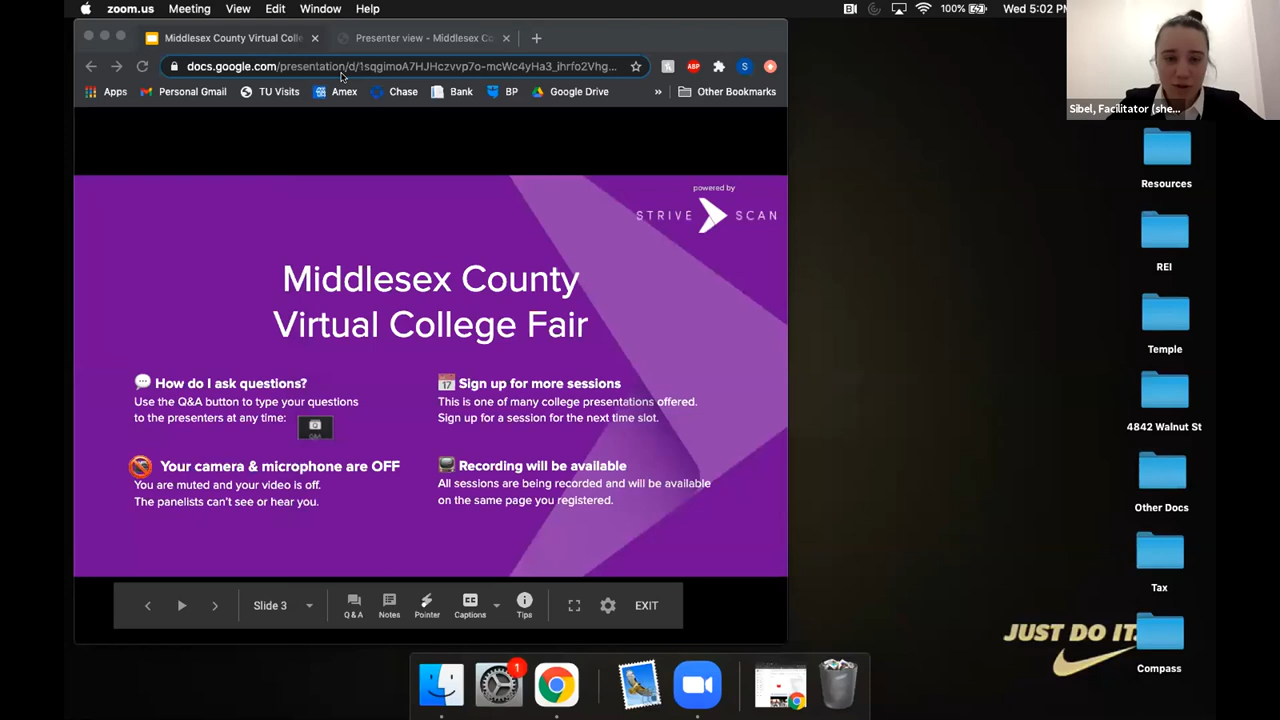 zoom.us Meeting View Edit Window Help 100% Wed 5:02 PM
Middlesex County Virtual Colle Presenter view - Middlesex Co
docs.google.com/presentation/d/1sqgimoA7HJHczvvp7o-mcWc4yHa3_ihrfo2Vhg...
Apps Personal Gmail TU Visits Amex Chase Bank BP Google Drive » Other Bookmarks
Sibel, Facilitator (she...
powered by
STRIVE SCAN
Middlesex County
Virtual College Fair
How do I ask questions?
Use the Q&A button to type your questions
to the presenters at any time:
Q&A
Your camera & microphone are OFF
You are muted and your video is off.
The panelists can't see or hear you.
17 Sign up for more sessions
This is one of many college presentations offered.
Sign up for a session for the next time slot.
Recording will be available
All sessions are being recorded and will be available
on the same page you registered.
Slide 3 Q & A Notes Pointer CC Captions Tips EXIT
Resources
REI
Temple
4842 Walnut St
Other Docs
Tax
Compass
JUST DO IT.
1